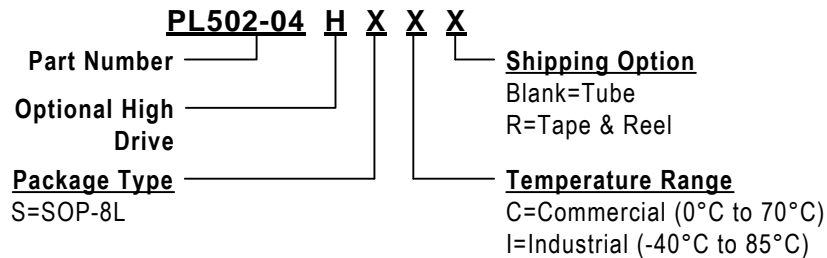 PL502-04 H X X X
Part Number
Optional High
Drive
Package Type
S=SOP-8L
Shipping Option
Blank=Tube
R=Tape & Reel
Temperature Range
C=Commercial (0°C to 70°C)
I=Industrial (-40°C to 85°C)